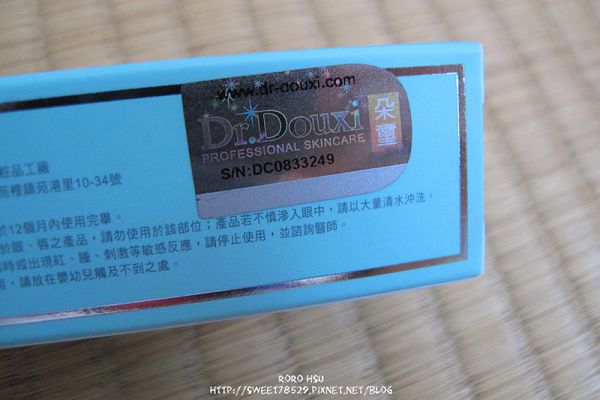 www.dr-douxi.com
Dr.Douxi 朵璽
PROFESSIONAL SKINCARE
S/N:DC0833249
粧品工廠
苑裡鎮苑港里10-34號
於12個月內使用完畢。
於眼、唇之產品，請勿使用於該部位；產品若不慎滲入眼中，請以大量清水沖洗。
時或出現紅、腫、刺激等敏感反應，請停止使用，並諮詢醫師。
請放在嬰幼兒觸及不到之處。
RORO HSU
HTTP://SWEET78529.PIXNET.NET/BLOG